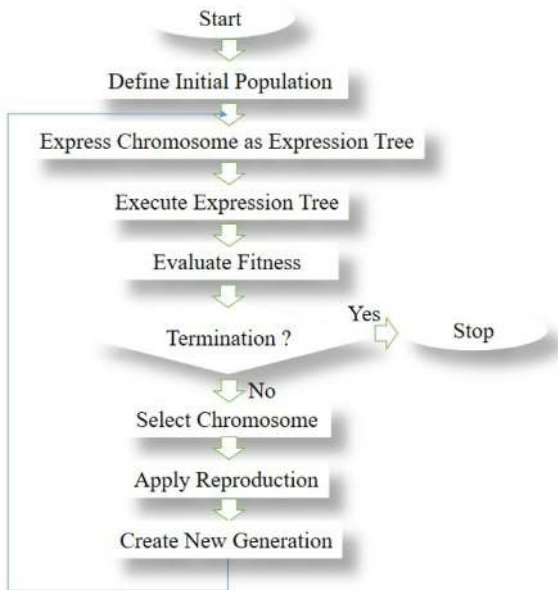 Start
Define Initial Population
Express Chromosome as Expression Tree
Execute Expression Tree
Evaluate Fitness
Termination ?
Yes
Stop
No
Select Chromosome
Apply Reproduction
Create New Generation